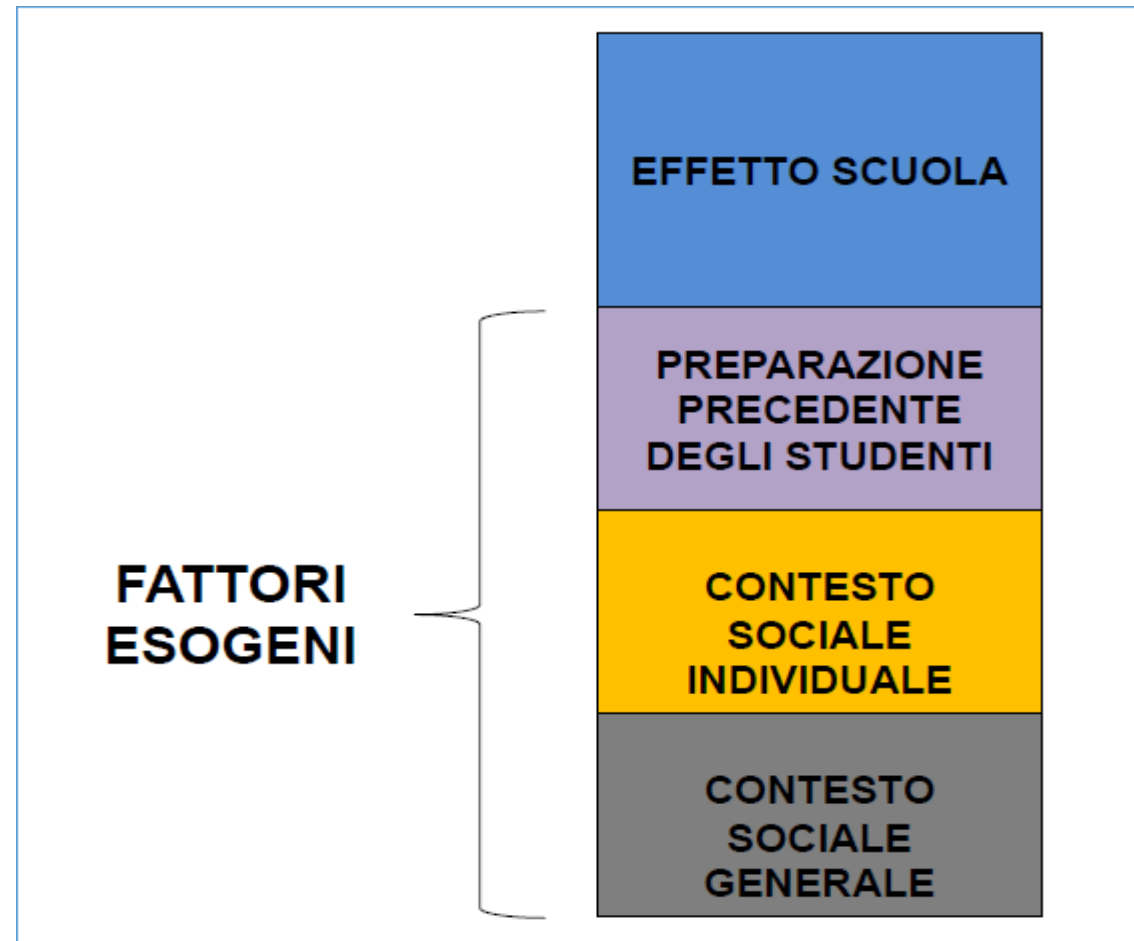 EFFETTO SCUOLA
PREPARAZIONE
PRECEDENTE
DEGLI STUDENTI
FATTORI
ESOGENI
CONTESTO
SOCIALE
INDIVIDUALE
CONTESTO
SOCIALE
GENERALE